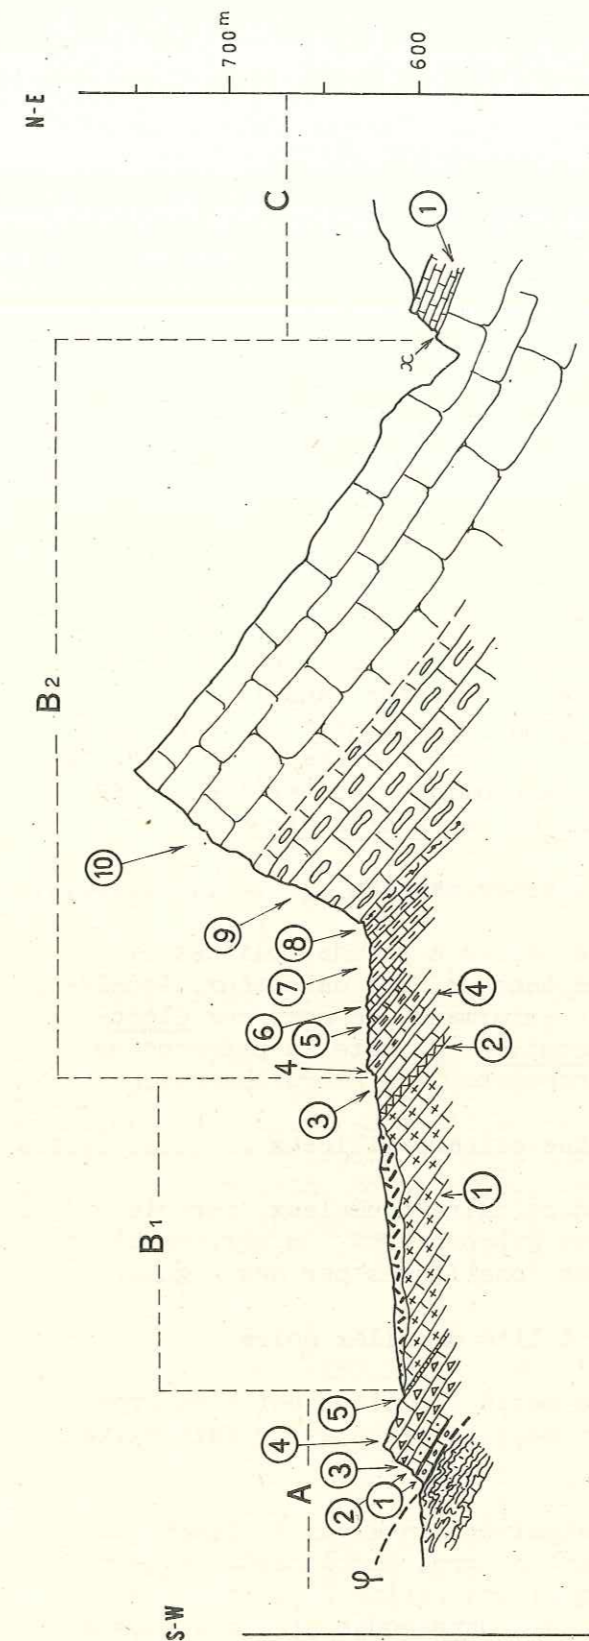 S-W
N-E
A
B1
B2
C
700 m
600
φ
①
②
③
④
⑤
①
②
③
④
4
⑤
⑥
⑦
⑧
⑨
⑩
x
①